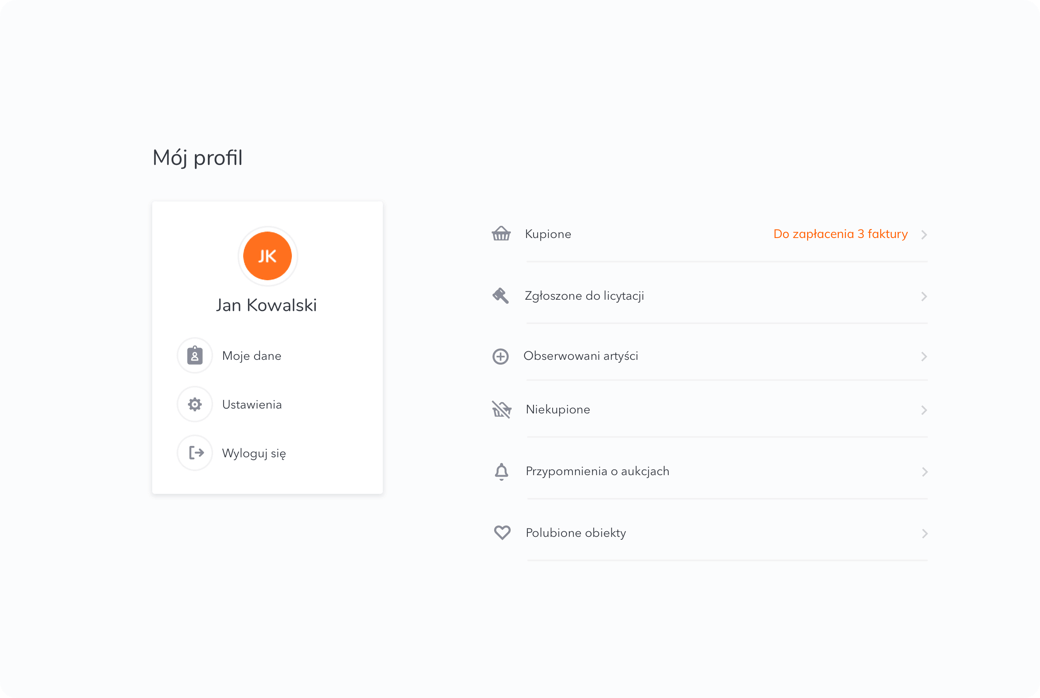 Mój profil
JK
Jan Kowalski
Moje dane
Ustawienia
Wyloguj się
Kupione Do zapłacenia 3 faktury
Zgłoszone do licytacji
Obserwowani artyści
Niekupione
Przypomnienia o aukcjach
Polubione obiekty